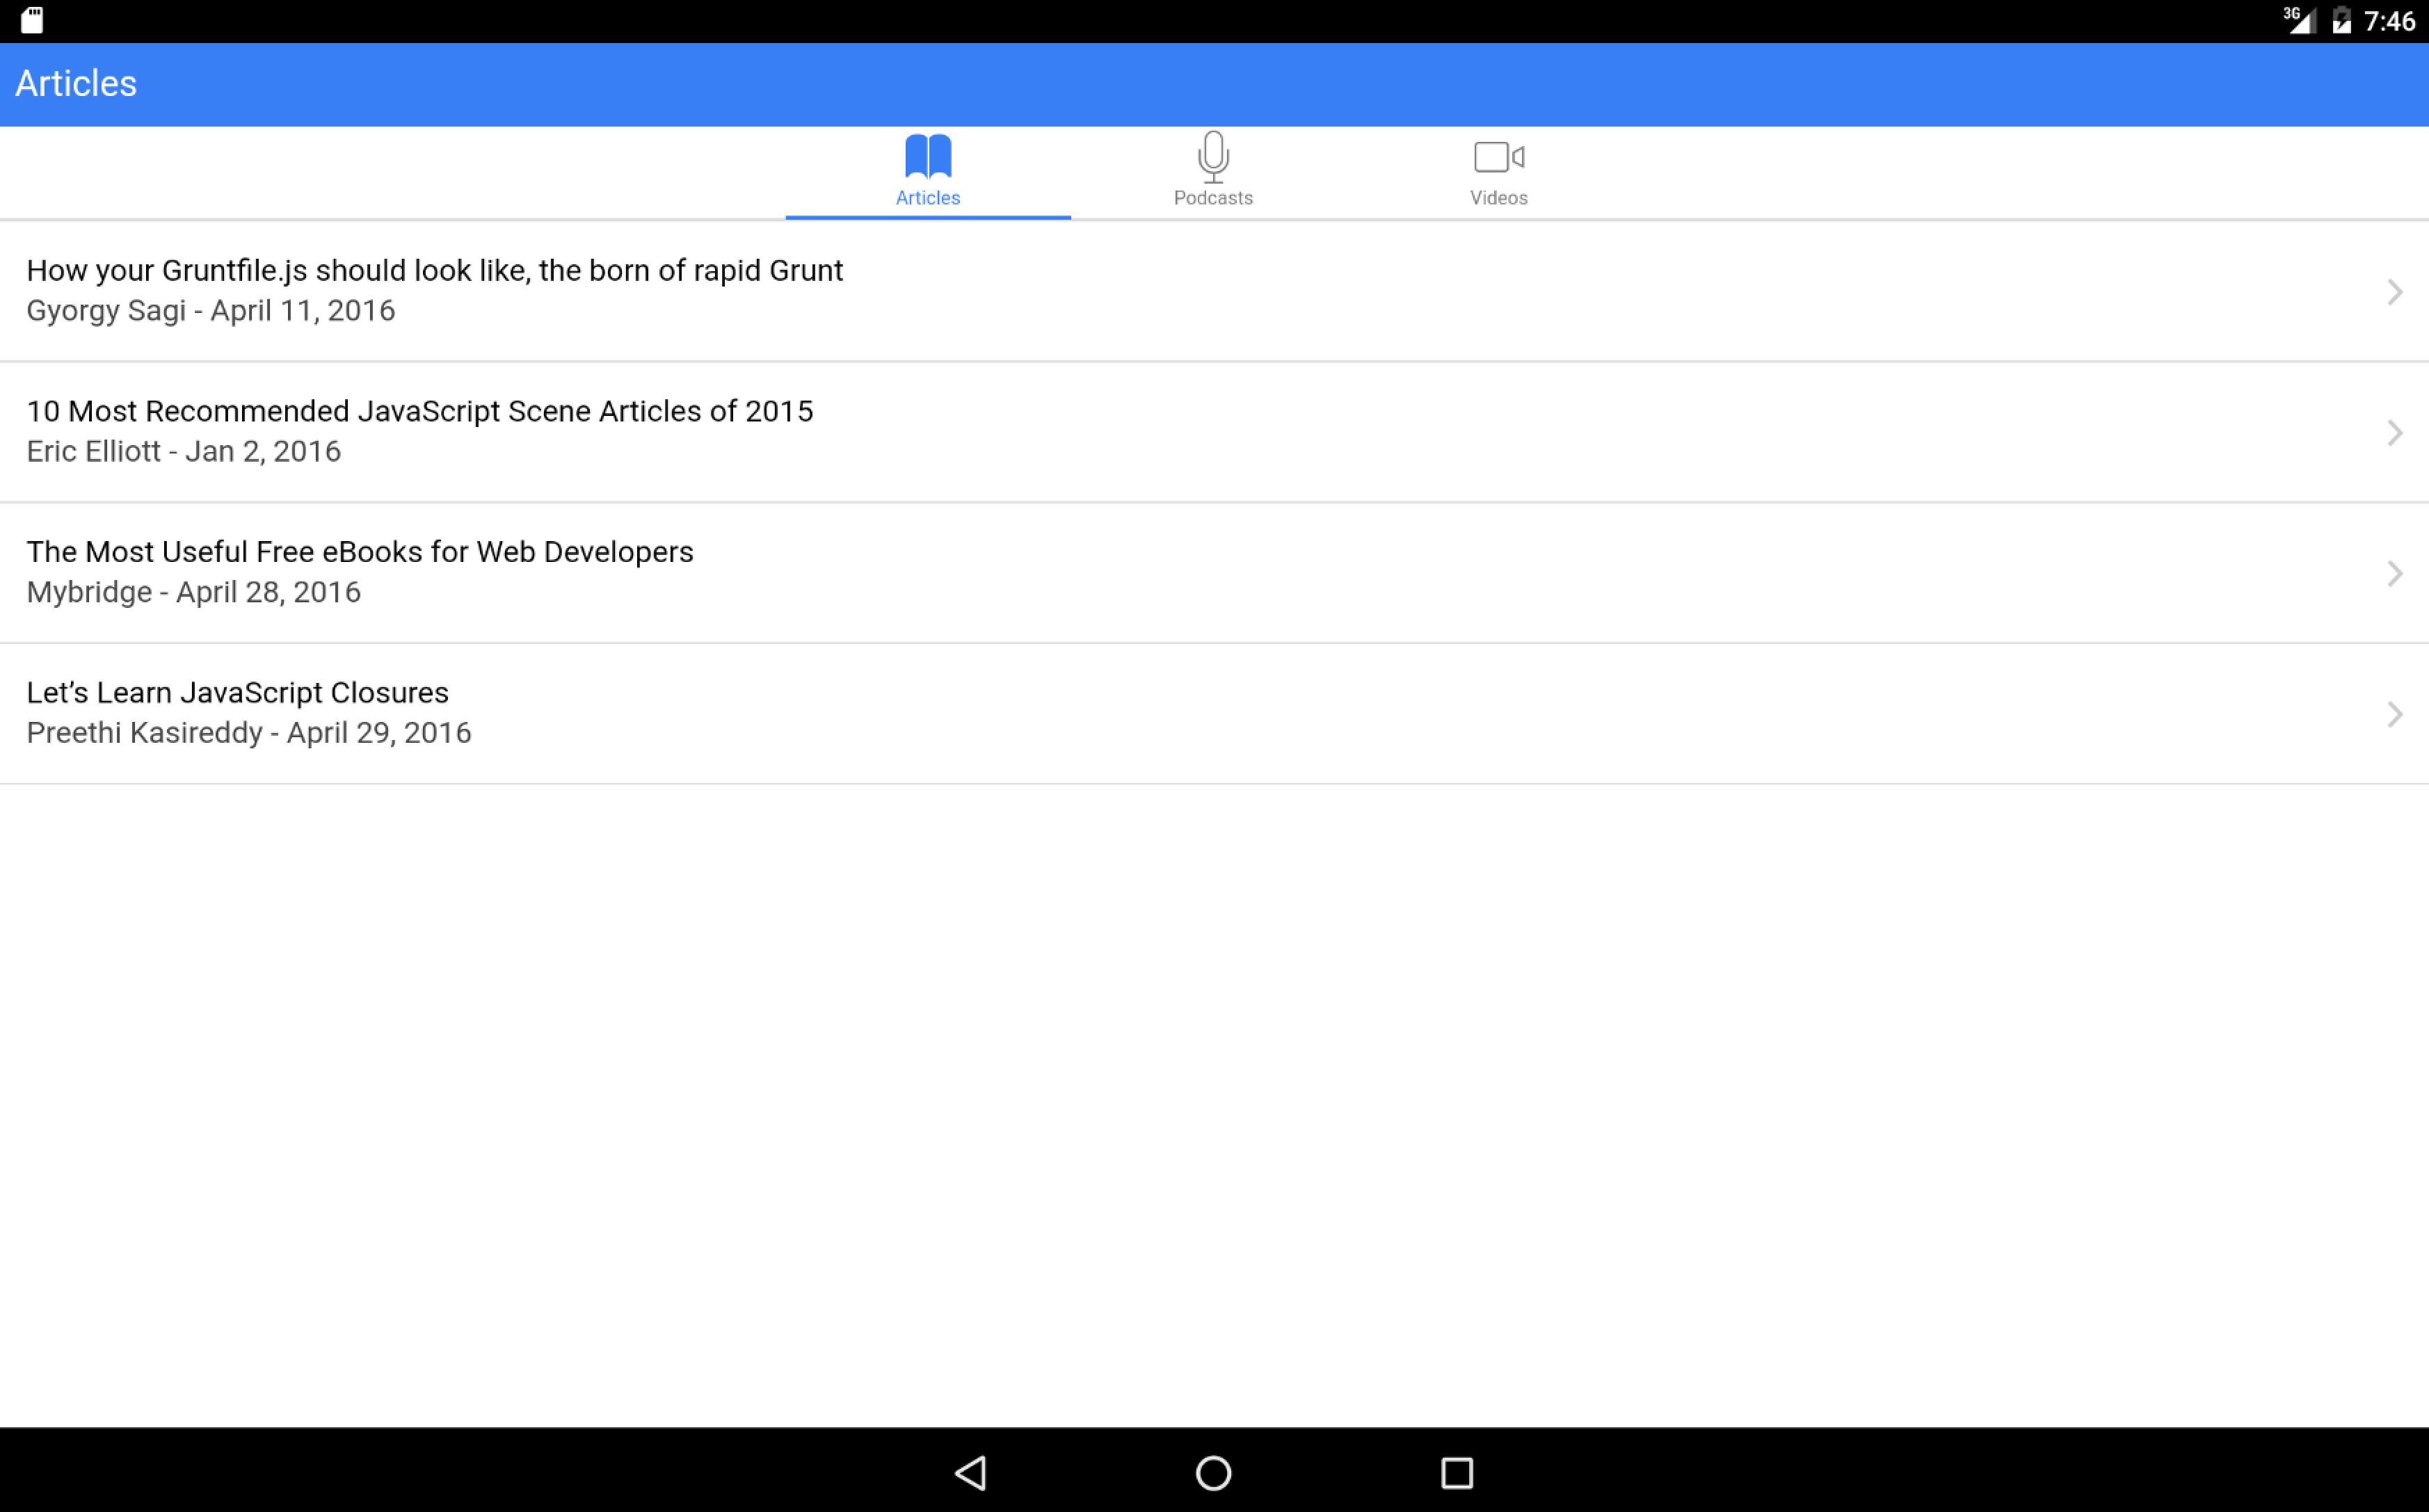 3G 7:46
Articles
Articles Podcasts Videos
How your Gruntfile.js should look like, the born of rapid Grunt
Gyorgy Sagi - April 11, 2016
10 Most Recommended JavaScript Scene Articles of 2015
Eric Elliott - Jan 2, 2016
The Most Useful Free eBooks for Web Developers
Mybridge - April 28, 2016
Let’s Learn JavaScript Closures
Preethi Kasireddy - April 29, 2016